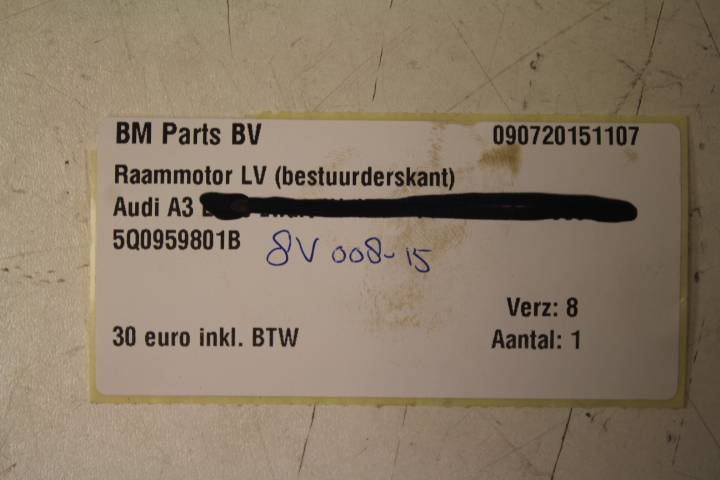 BM Parts BV 090720151107
Raammotor LV (bestuurderskant)
Audi A3
5Q0959801B 8V 008-15
Verz: 8
30 euro inkl. BTW Aantal: 1